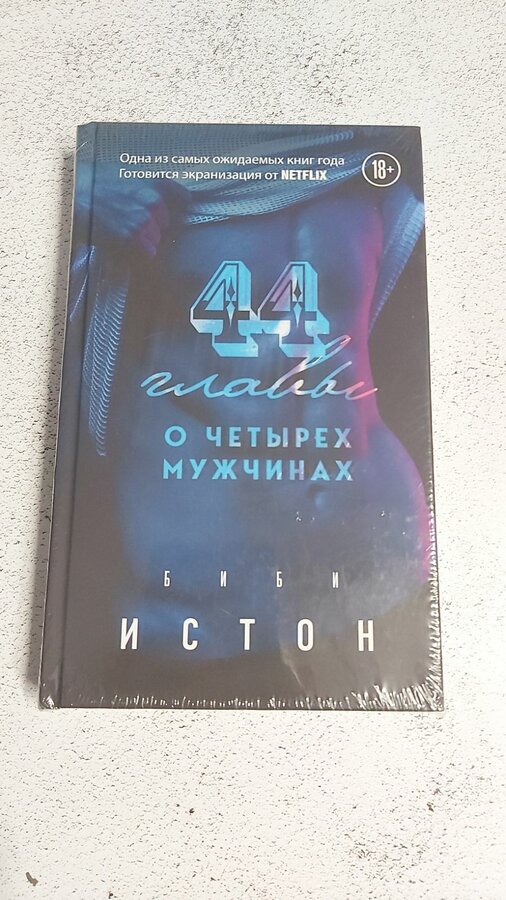 Одна из самых ожидаемых книг года
Готовится экранизация от NETFLIX
18+
44
главы
О ЧЕТЫРЕХ
МУЖЧИНАХ
БИБИ
ИСТОН